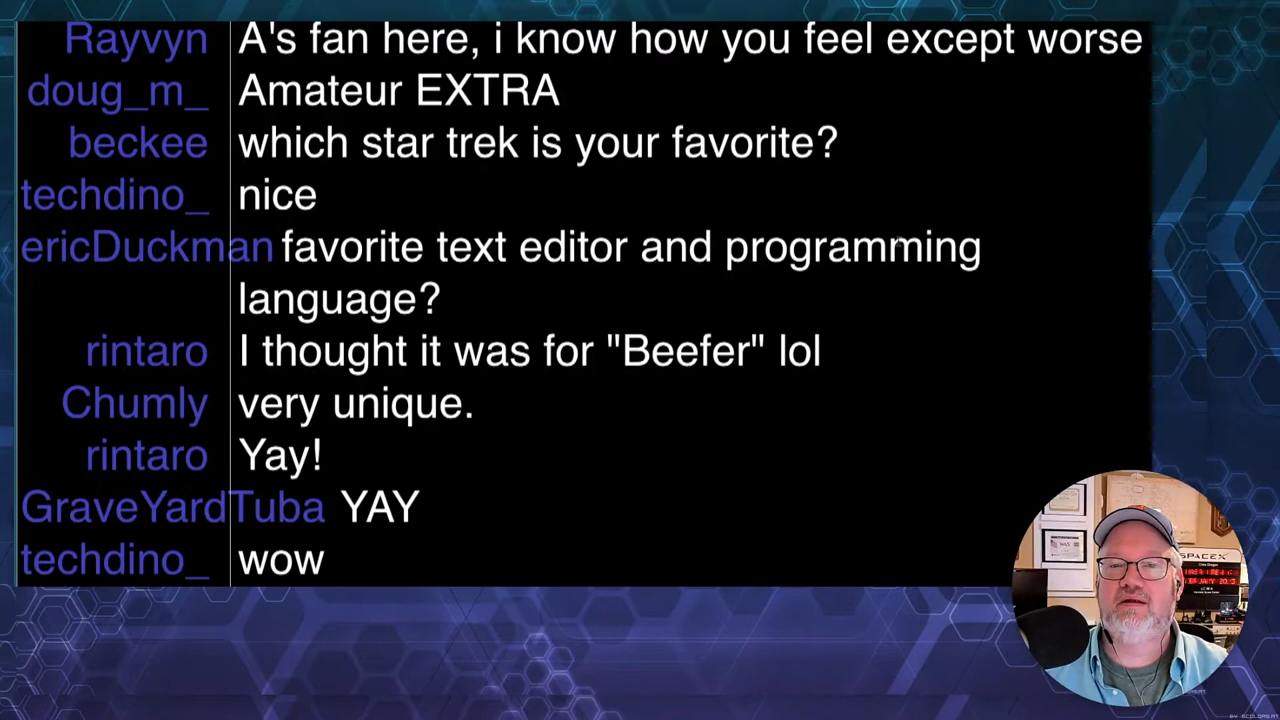 Rayvyn A's fan here, i know how you feel except worse
doug_m_ Amateur EXTRA
beckee which star trek is your favorite?
techdino_ nice
ericDuckman favorite text editor and programming
language?
rintaro I thought it was for "Beefer" lol
Chumly very unique.
rintaro Yay!
GraveYardTuba YAY
techdino_ wow
SPACEX